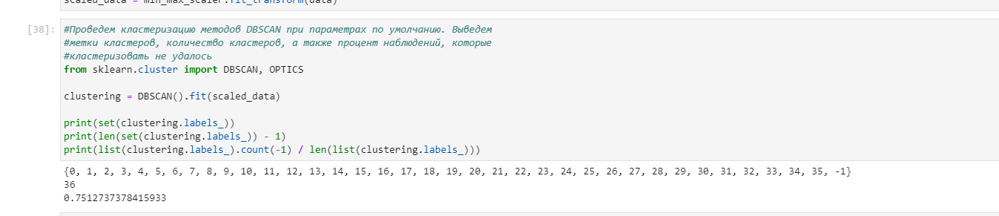 scaled_data = min_max_scaler.fit_transform(data)
[38]:
#Проведем кластеризацию методов DBSCAN при параметрах по умолчанию. Выведем
#метки кластеров, количество кластеров, а также процент наблюдений, которые
#кластеризовать не удалось
from sklearn.cluster import DBSCAN, OPTICS
clustering = DBSCAN().fit(scaled_data)
print(set(clustering.labels_))
print(len(set(clustering.labels_)) - 1)
print(list(clustering.labels_).count(-1) / len(list(clustering.labels_)))
{0, 1, 2, 3, 4, 5, 6, 7, 8, 9, 10, 11, 12, 13, 14, 15, 16, 17, 18, 19, 20, 21, 22, 23, 24, 25, 26, 27, 28, 29, 30, 31, 32, 33, 34, 35, -1}
36
0.7512737378415933